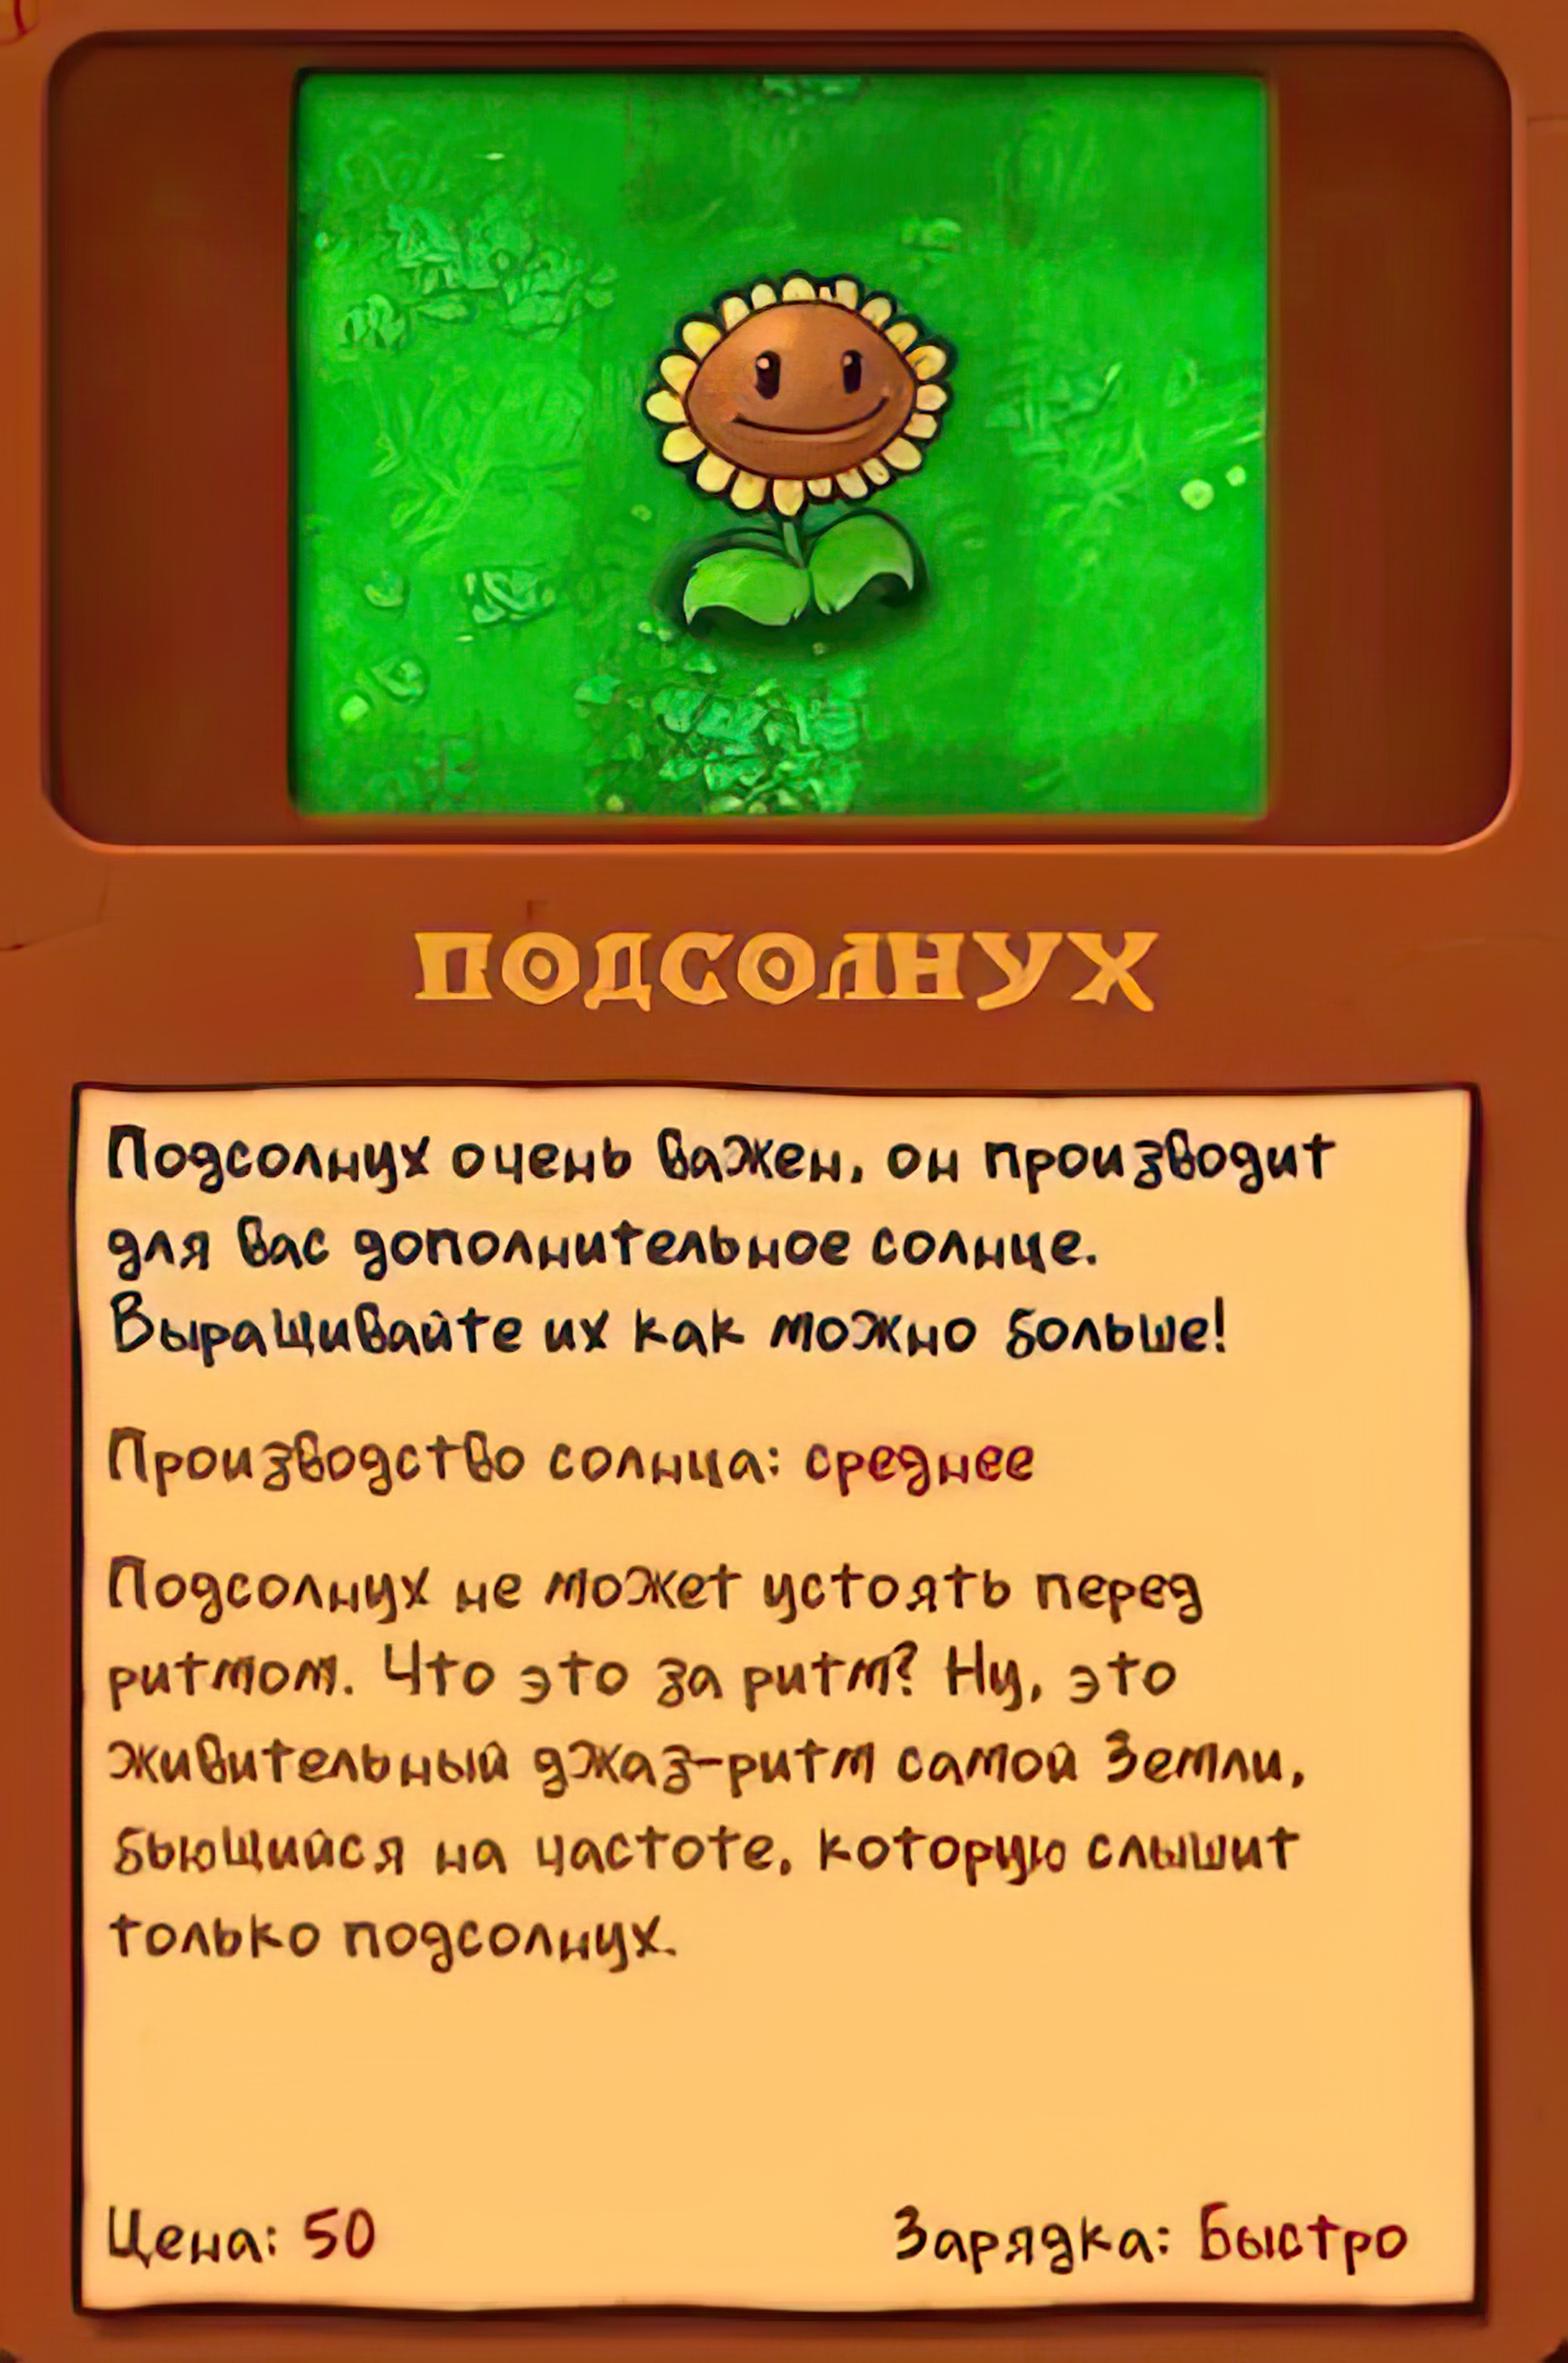 ПОДСОЛНУХ
Подсолнух очень важен, он производит
для вас дополнительное солнце.
Выращивайте их как можно больше!
Производство солнца: среднее
Подсолнух не может устоять перед
ритмом. Что это за ритм? Ну, это
живительный джаз-ритм самой Земли,
бьющийся на частоте, которую слышит
только подсолнух.
Цена: 50
Зарядка: Быстро